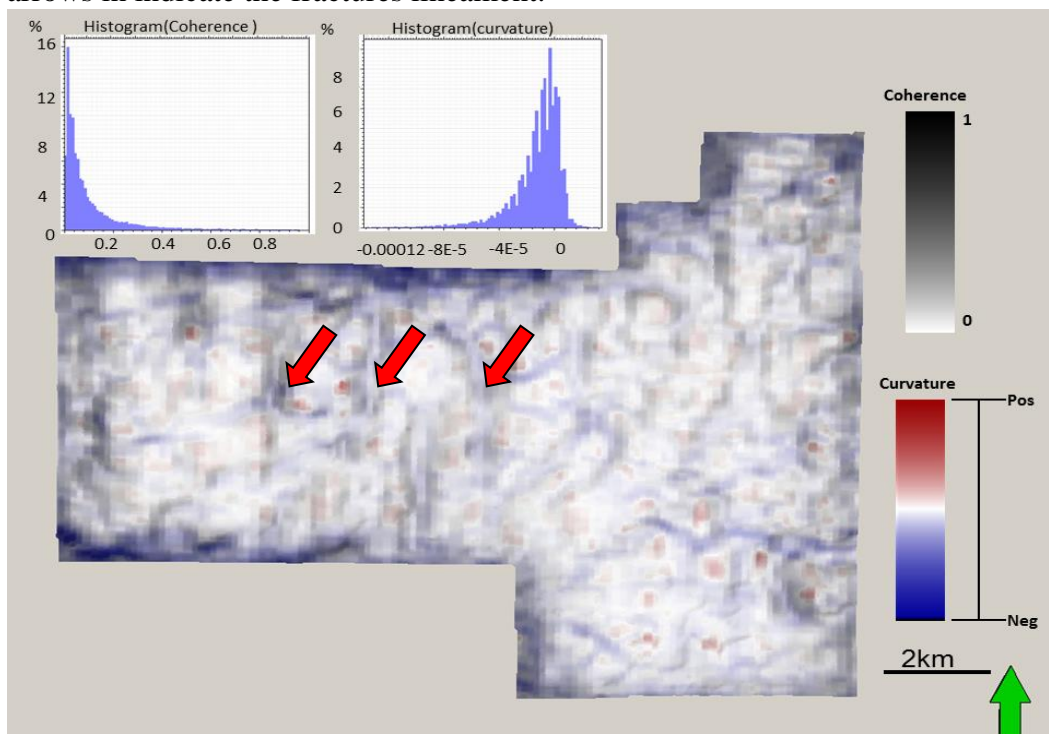 arrows in indicate the fractures lineament.
% Histogram(Coherence )
16
12
8
4
0
0.2 0.4 0.6 0.8
% Histogram(curvature)
8
6
4
2
0
-0.00012 -8E-5 -4E-5 0
Coherence
1
0
Curvature
Pos
Neg
2km